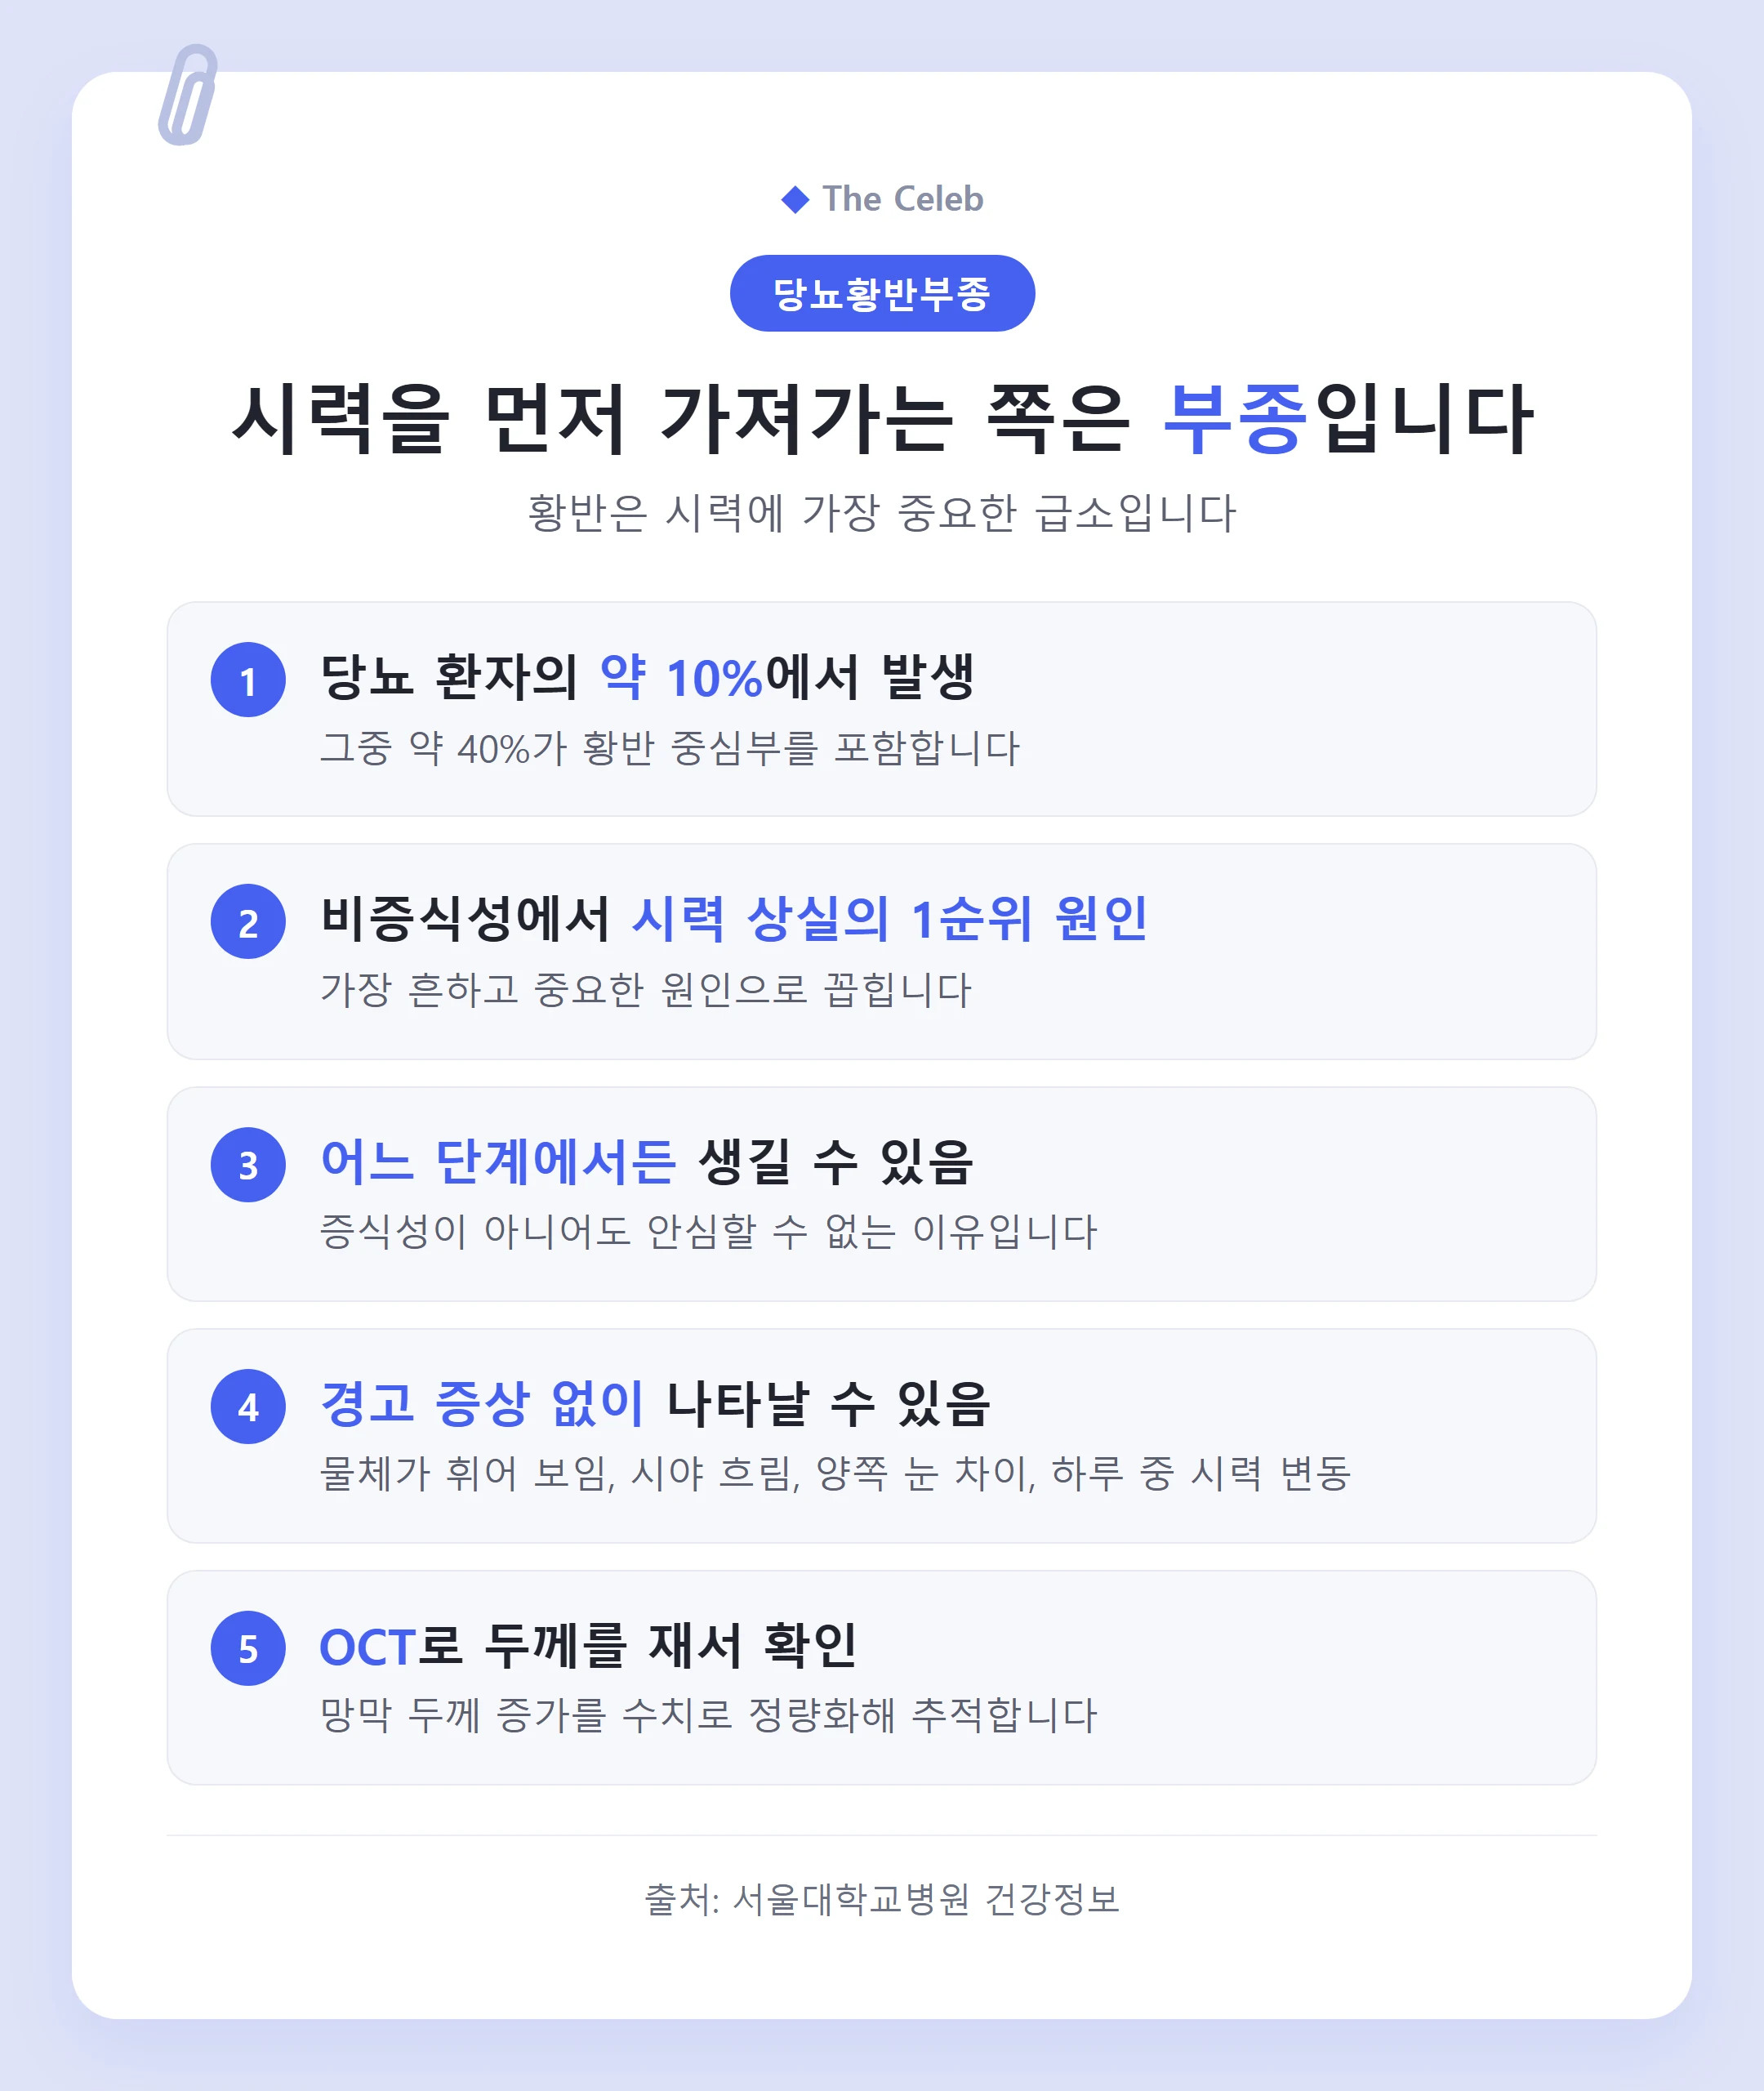 The Celeb
당뇨황반부종
시력을 먼저 가져가는 쪽은 부종입니다
황반은 시력에 가장 중요한 급소입니다
1 당뇨 환자의 약 10%에서 발생
그중 약 40%가 황반 중심부를 포함합니다
2 비증식성에서 시력 상실의 1순위 원인
가장 흔하고 중요한 원인으로 꼽힙니다
3 어느 단계에서든 생길 수 있음
증식성이 아니어도 안심할 수 없는 이유입니다
4 경고 증상 없이 나타날 수 있음
물체가 휘어 보임, 시야 흐림, 양쪽 눈 차이, 하루 중 시력 변동
5 OCT로 두께를 재서 확인
망막 두께 증가를 수치로 정량화해 추적합니다
출처: 서울대학교병원 건강정보